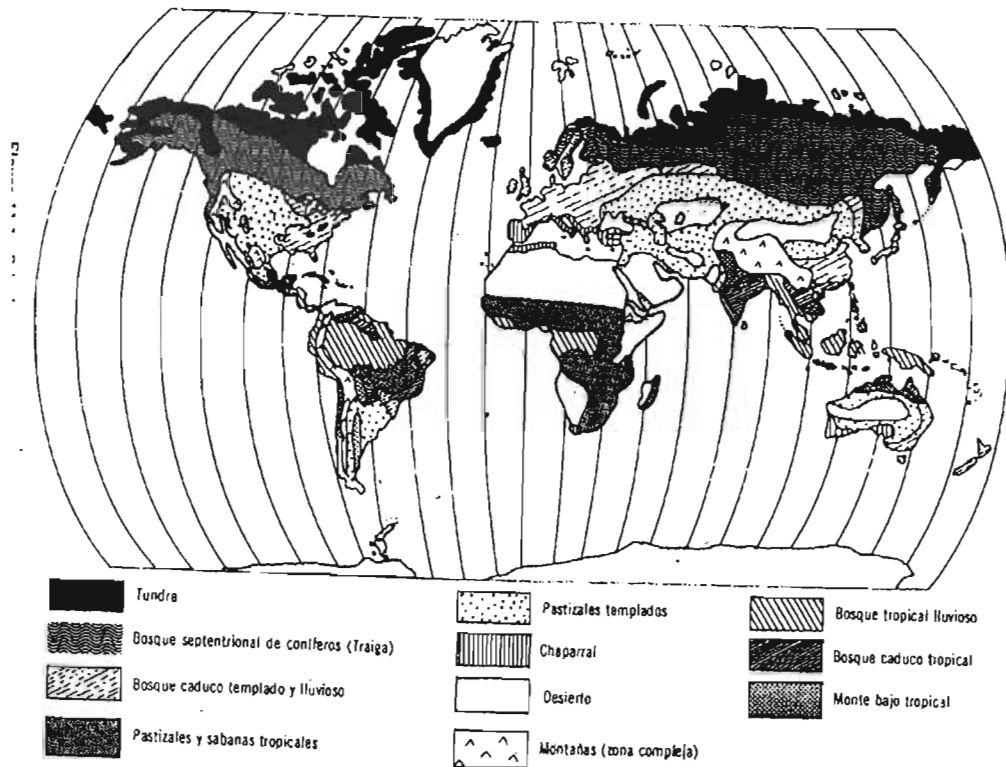 Tundra
Bosque septentrional de coníferos (Traiga)
Bosque caduco templado y lluvioso
Pastizales y sabanas tropicales
Pastizales templados
Chaparral
Desierto
Montañas (zona compleja)
Bosque tropical lluvioso
Bosque caduco tropical
Monte bajo tropical